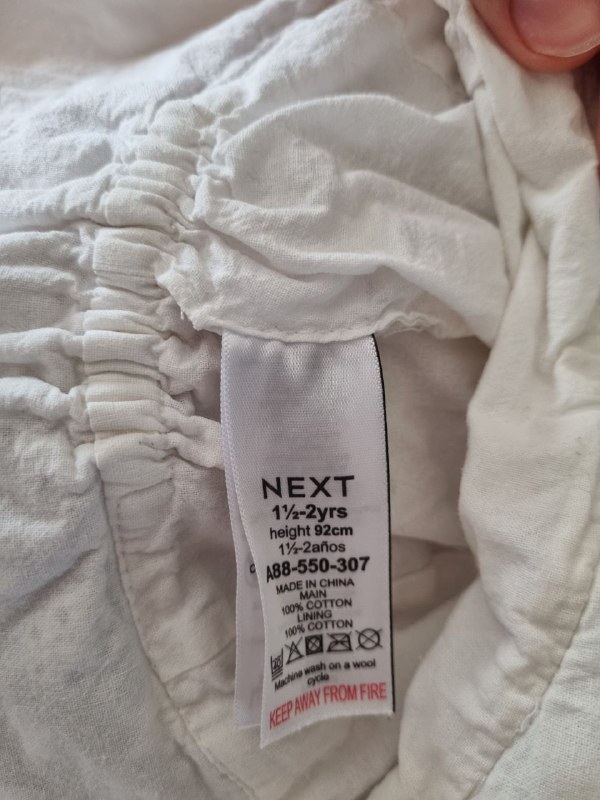 NEXT
1½-2yrs
height 92cm
1½-2años
A88-550-307
MADE IN CHINA
MAIN
100% COTTON
LINING
100% COTTON
Machine wash on a wool
cycle
KEEP AWAY FROM FIRE